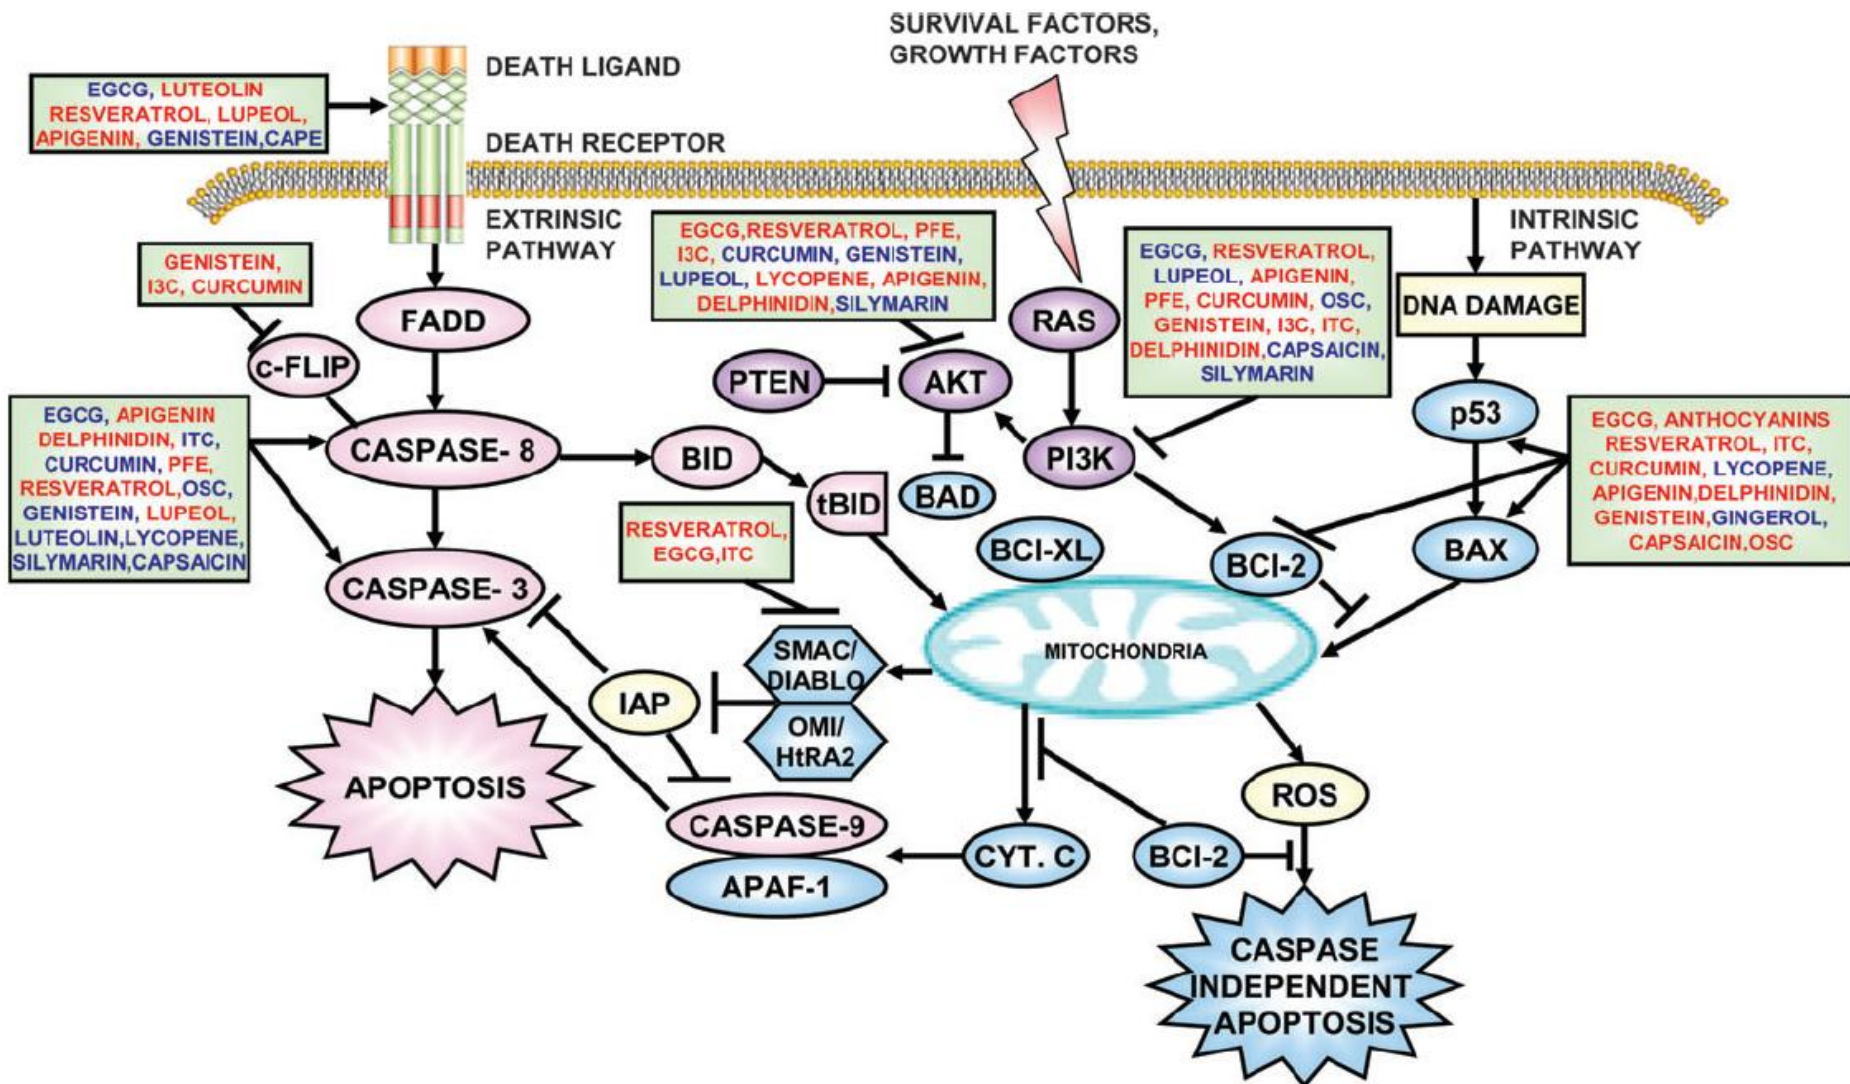 SURVIVAL FACTORS,
GROWTH FACTORS
DEATH LIGAND
EGCG, LUTEOLIN
RESVERATROL, LUPEOL,
APIGENIN, GENISTEIN,CAPE
DEATH RECEPTOR
EXTRINSIC
PATHWAY
INTRINSIC
PATHWAY
GENISTEIN,
I3C, CURCUMIN
EGCG,RESVERATROL, PFE,
I3C, CURCUMIN, GENISTEIN,
LUPEOL, LYCOPENE, APIGENIN,
DELPHINIDIN,SILYMARIN
EGCG, RESVERATROL,
LUPEOL, APIGENIN,
PFE, CURCUMIN, OSC,
GENISTEIN, I3C, ITC,
DELPHINIDIN,CAPSAICIN,
SILYMARIN
DNA DAMAGE
FADD
RAS
c-FLIP
PTEN
AKT
p53
EGCG, APIGENIN
DELPHINIDIN, ITC,
CURCUMIN, PFE,
RESVERATROL,OSC,
GENISTEIN, LUPEOL,
LUTEOLIN,LYCOPENE,
SILYMARIN,CAPSAICIN
EGCG, ANTHOCYANINS
RESVERATROL, ITC,
CURCUMIN, LYCOPENE,
APIGENIN,DELPHINIDIN,
GENISTEIN,GINGEROL,
CAPSAICIN,OSC
CASPASE- 8
BID
PI3K
tBID
BAD
RESVERATROL,
EGCG,ITC
BCI-XL
BCI-2
BAX
CASPASE- 3
MITOCHONDRIA
SMAC/
DIABLO
IAP
OMI/
HtRA2
APOPTOSIS
ROS
CASPASE-9
CYT. C
BCI-2
APAF-1
CASPASE
INDEPENDENT
APOPTOSIS